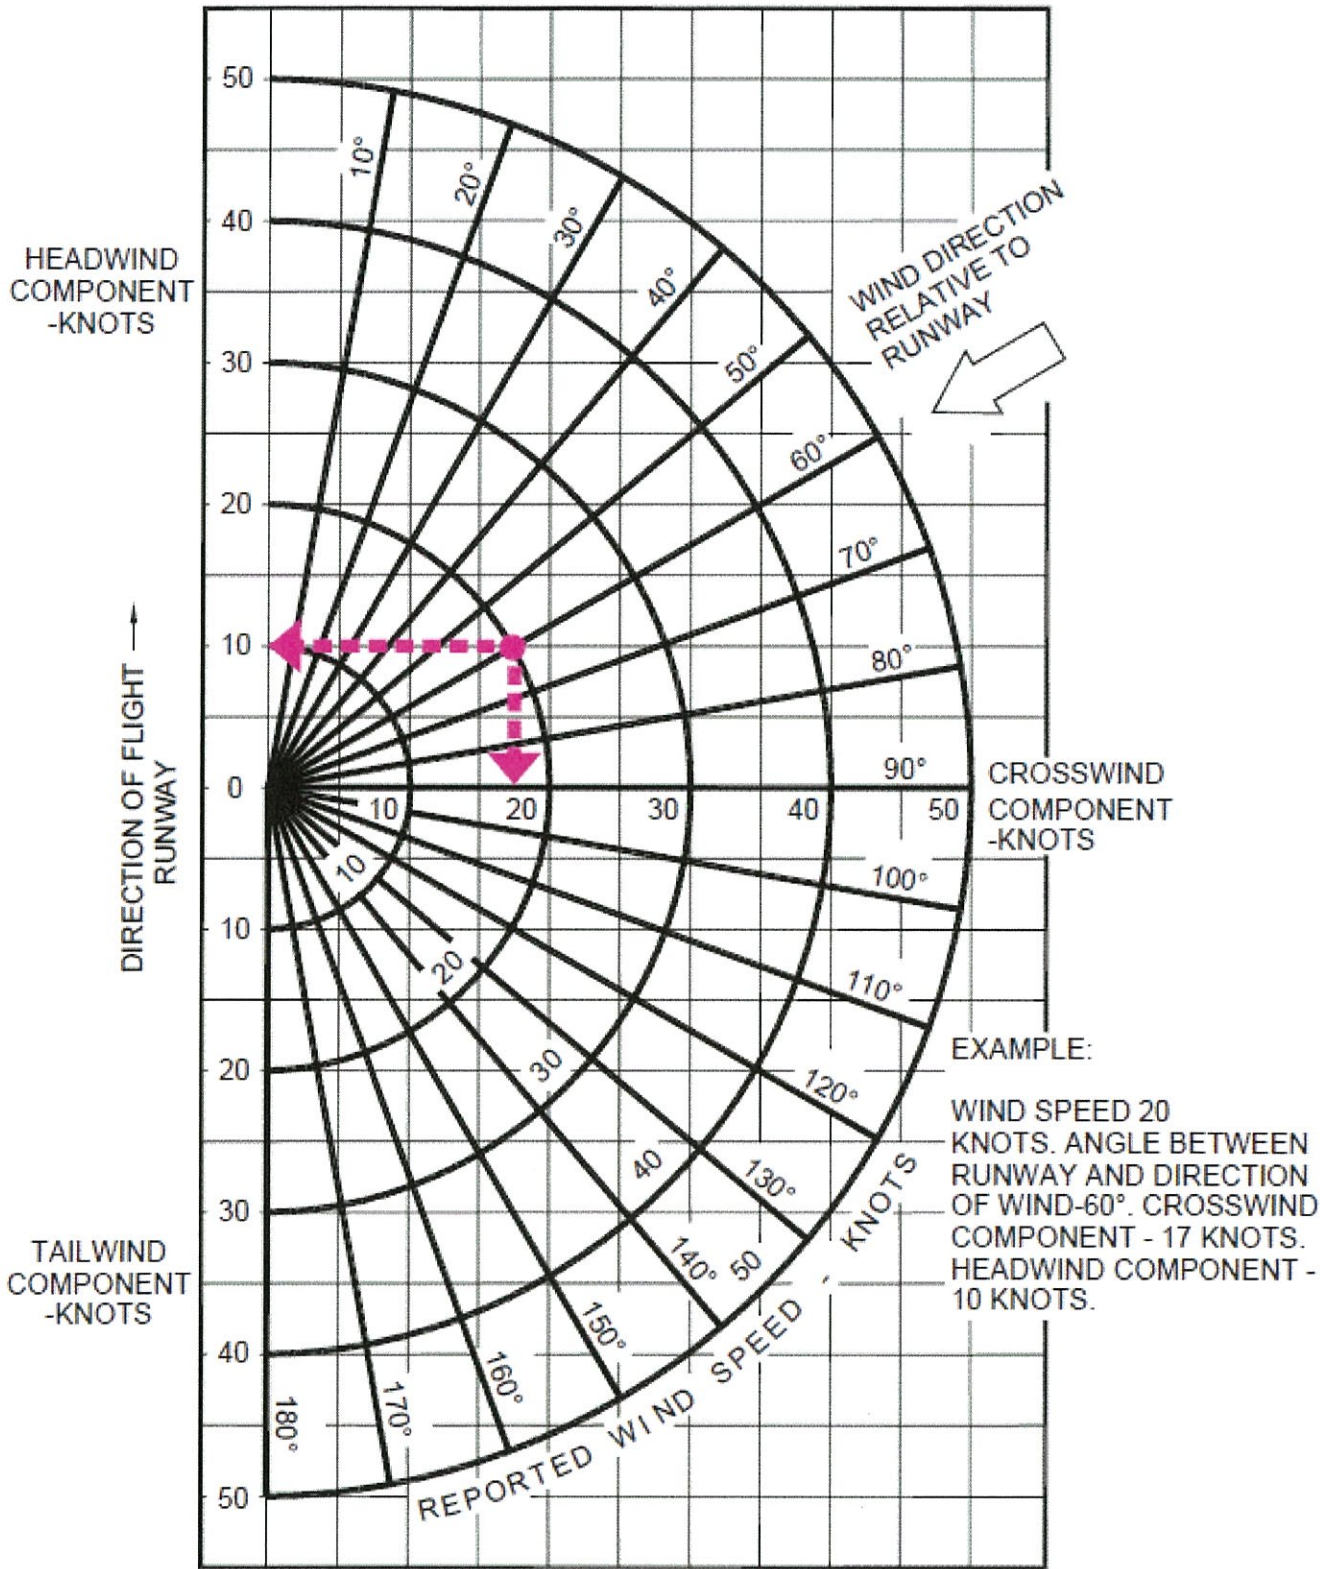 50
10°
20°
30°
40°
HEADWIND
COMPONENT
-KNOTS
40°
WIND DIRECTION
RELATIVE TO
RUNWAY
30
50°
60°
20
70°
10
80°
DIRECTION OF FLIGHT →
RUNWAY
0
10
20
30
40
50
90°
CROSSWIND
COMPONENT
-KNOTS
10
100°
10
20
110°
20
30
120°
EXAMPLE:
WIND SPEED 20
KNOTS. ANGLE BETWEEN
RUNWAY AND DIRECTION
OF WIND-60°. CROSSWIND
COMPONENT - 17 KNOTS.
HEADWIND COMPONENT -
10 KNOTS.
40
130°
30
TAILWIND
COMPONENT
-KNOTS
140°
50
150°
40
160°
170°
180°
50
REPORTED WIND SPEED - KNOTS